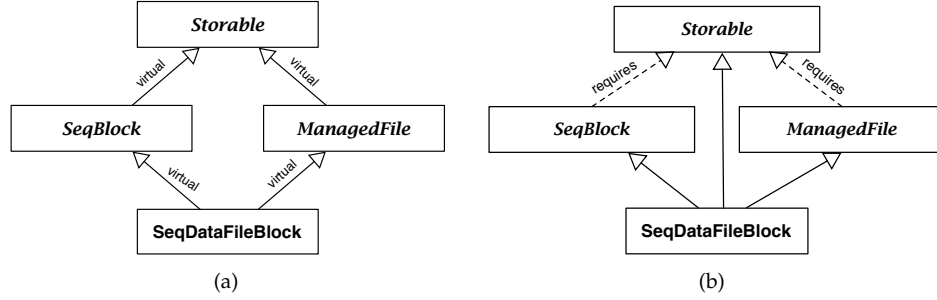 Storable
virtual
virtual
SeqBlock
ManagedFile
virtual
virtual
SeqDataFileBlock
(a)
Storable
requires
requires
SeqBlock
ManagedFile
SeqDataFileBlock
(b)